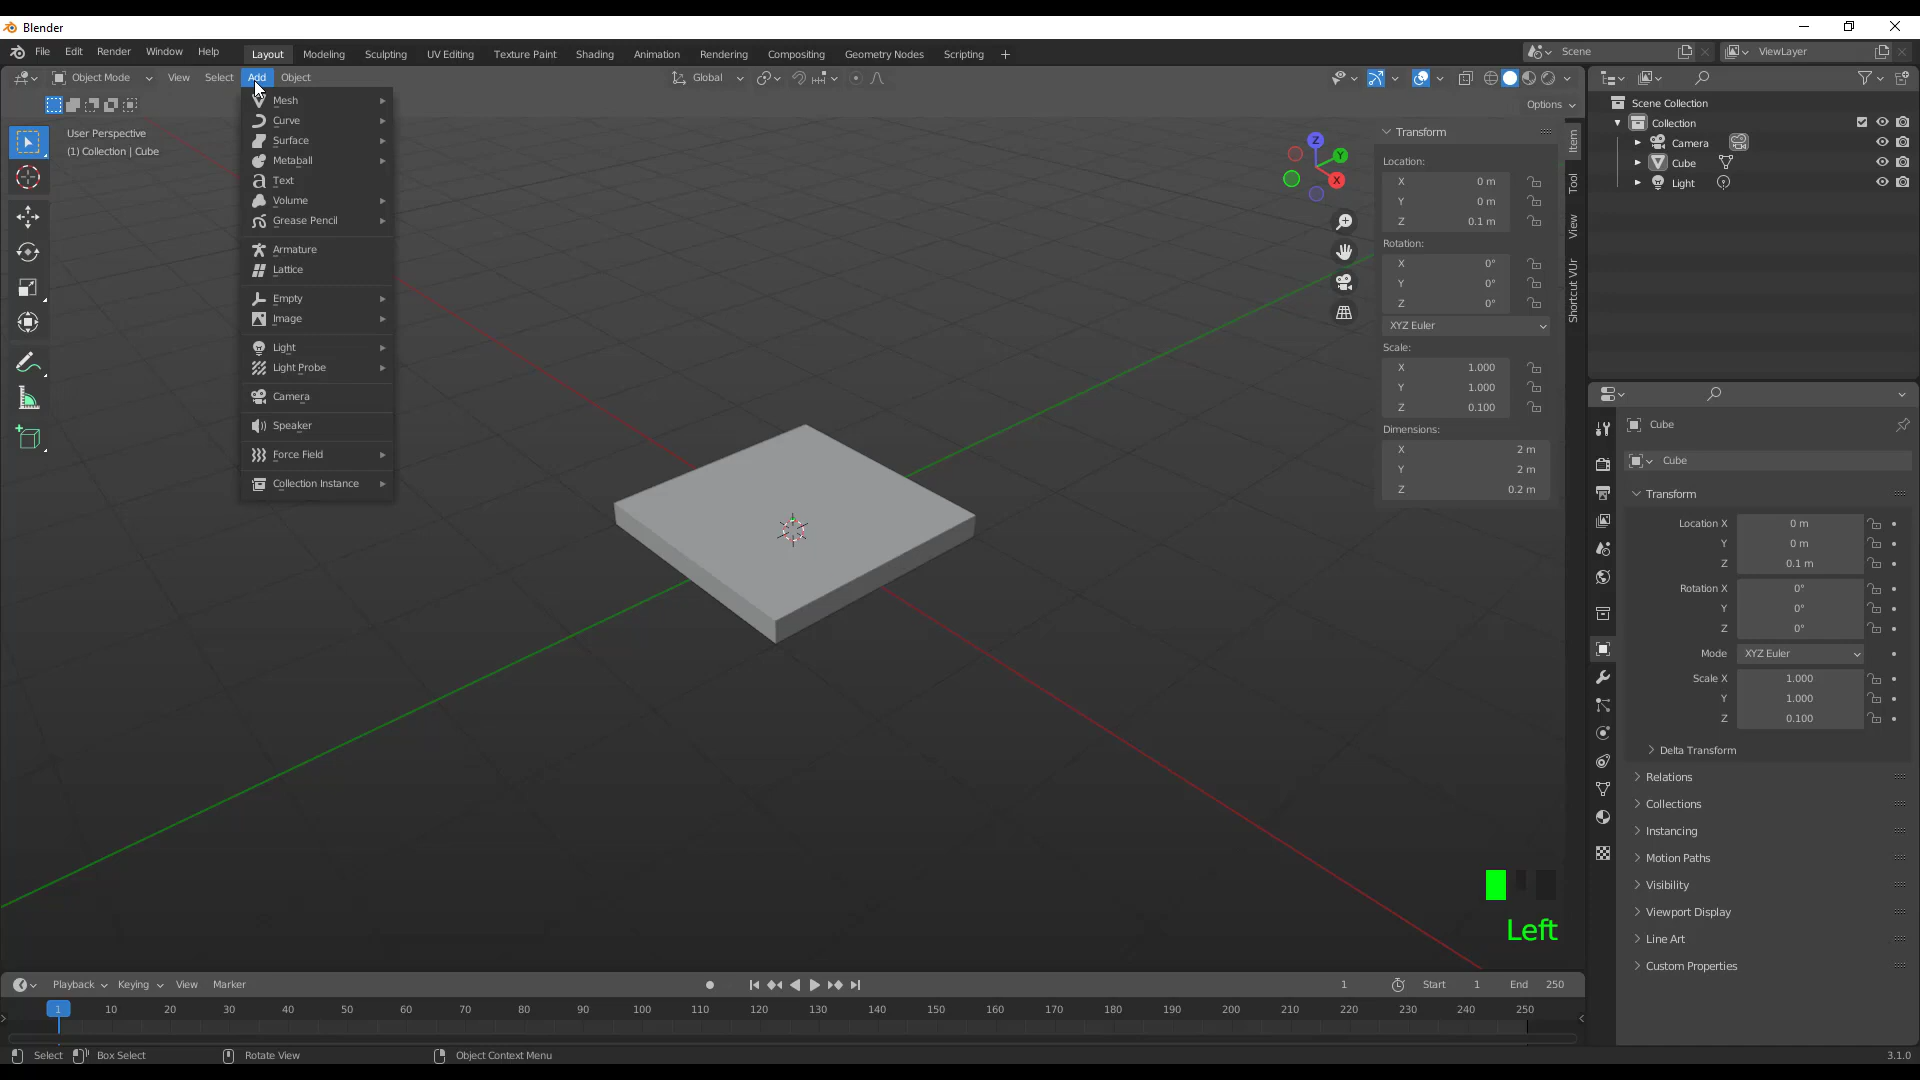 Blender
File Edit Render Window Help Layout Modeling Sculpting UV Editing Texture Paint Shading Animation Rendering Compositing Geometry Nodes Scripting + Scene ViewLayer
Object Mode View Select Add Object Global
Options
User Perspective
(1) Collection | Cube
Mesh
Curve
Surface
Metaball
Text
Volume
Grease Pencil
Armature
Lattice
Empty
Image
Light
Light Probe
Camera
Speaker
Force Field
Collection Instance
Z
Y
X
Transform
Location:
X 0 m
Y 0 m
Z 0.1 m
Rotation:
X 0°
Y 0°
Z 0°
XYZ Euler
Scale:
X 1.000
Y 1.000
Z 0.100
Dimensions:
X 2 m
Y 2 m
Z 0.2 m
Item
Tool
View
Shortcut VUr
Scene Collection
Collection
Camera
Cube
Light
Cube
Cube
Transform
Location X 0 m
Y 0 m
Z 0.1 m
Rotation X 0°
Y 0°
Z 0°
Mode XYZ Euler
Scale X 1.000
Y 1.000
Z 0.100
Delta Transform
Relations
Collections
Instancing
Motion Paths
Visibility
Viewport Display
Line Art
Custom Properties
Left
Playback Keying View Marker 1 Start 1 End 250
1 10 20 30 40 50 60 70 80 90 100 110 120 130 140 150 160 170 180 190 200 210 220 230 240 250
Select Box Select Rotate View Object Context Menu 3.1.0